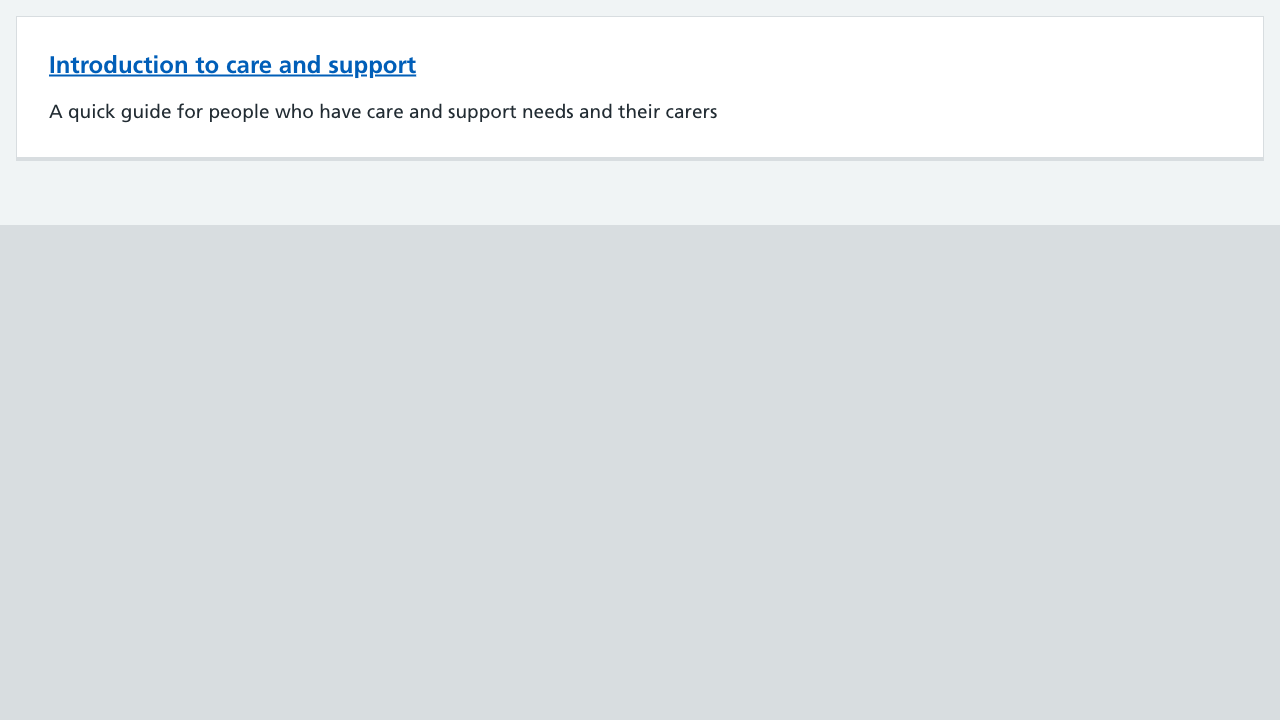 Introduction to care and support
A quick guide for people who have care and support needs and their carers